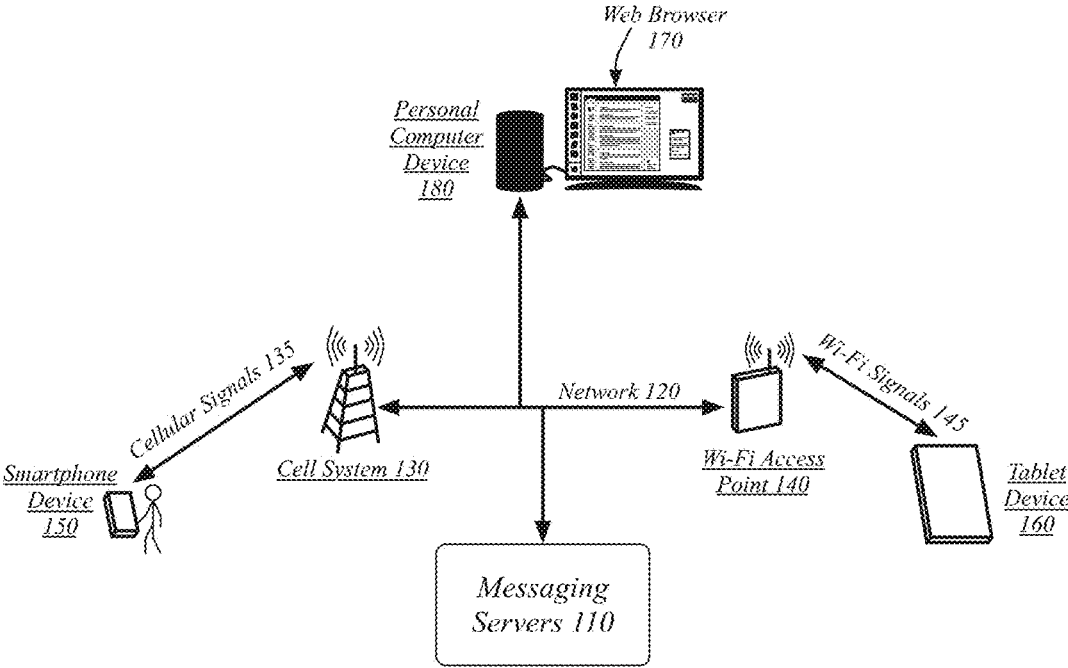 Web Browser
170
Personal
Computer
Device
180
Cellular Signals 135
Wi-Fi Signals 145
Network 120
Cell System 130
Wi-Fi Access
Point 140
Smartphone
Device
150
Tablet
Device
160
Messaging
Servers 110